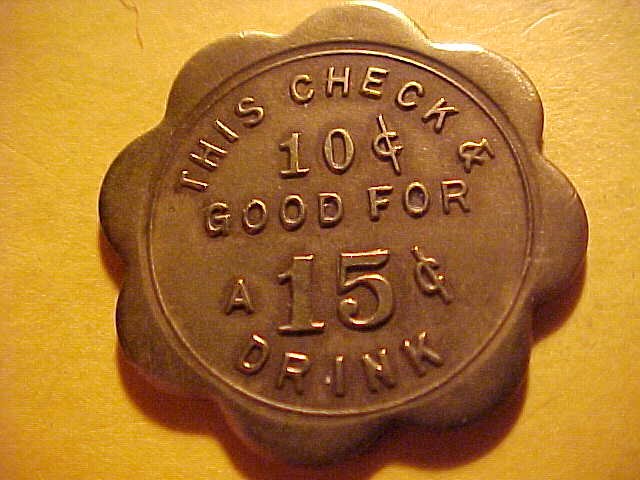 THIS CHECK &
10¢
GOOD FOR
A 15¢
DRINK